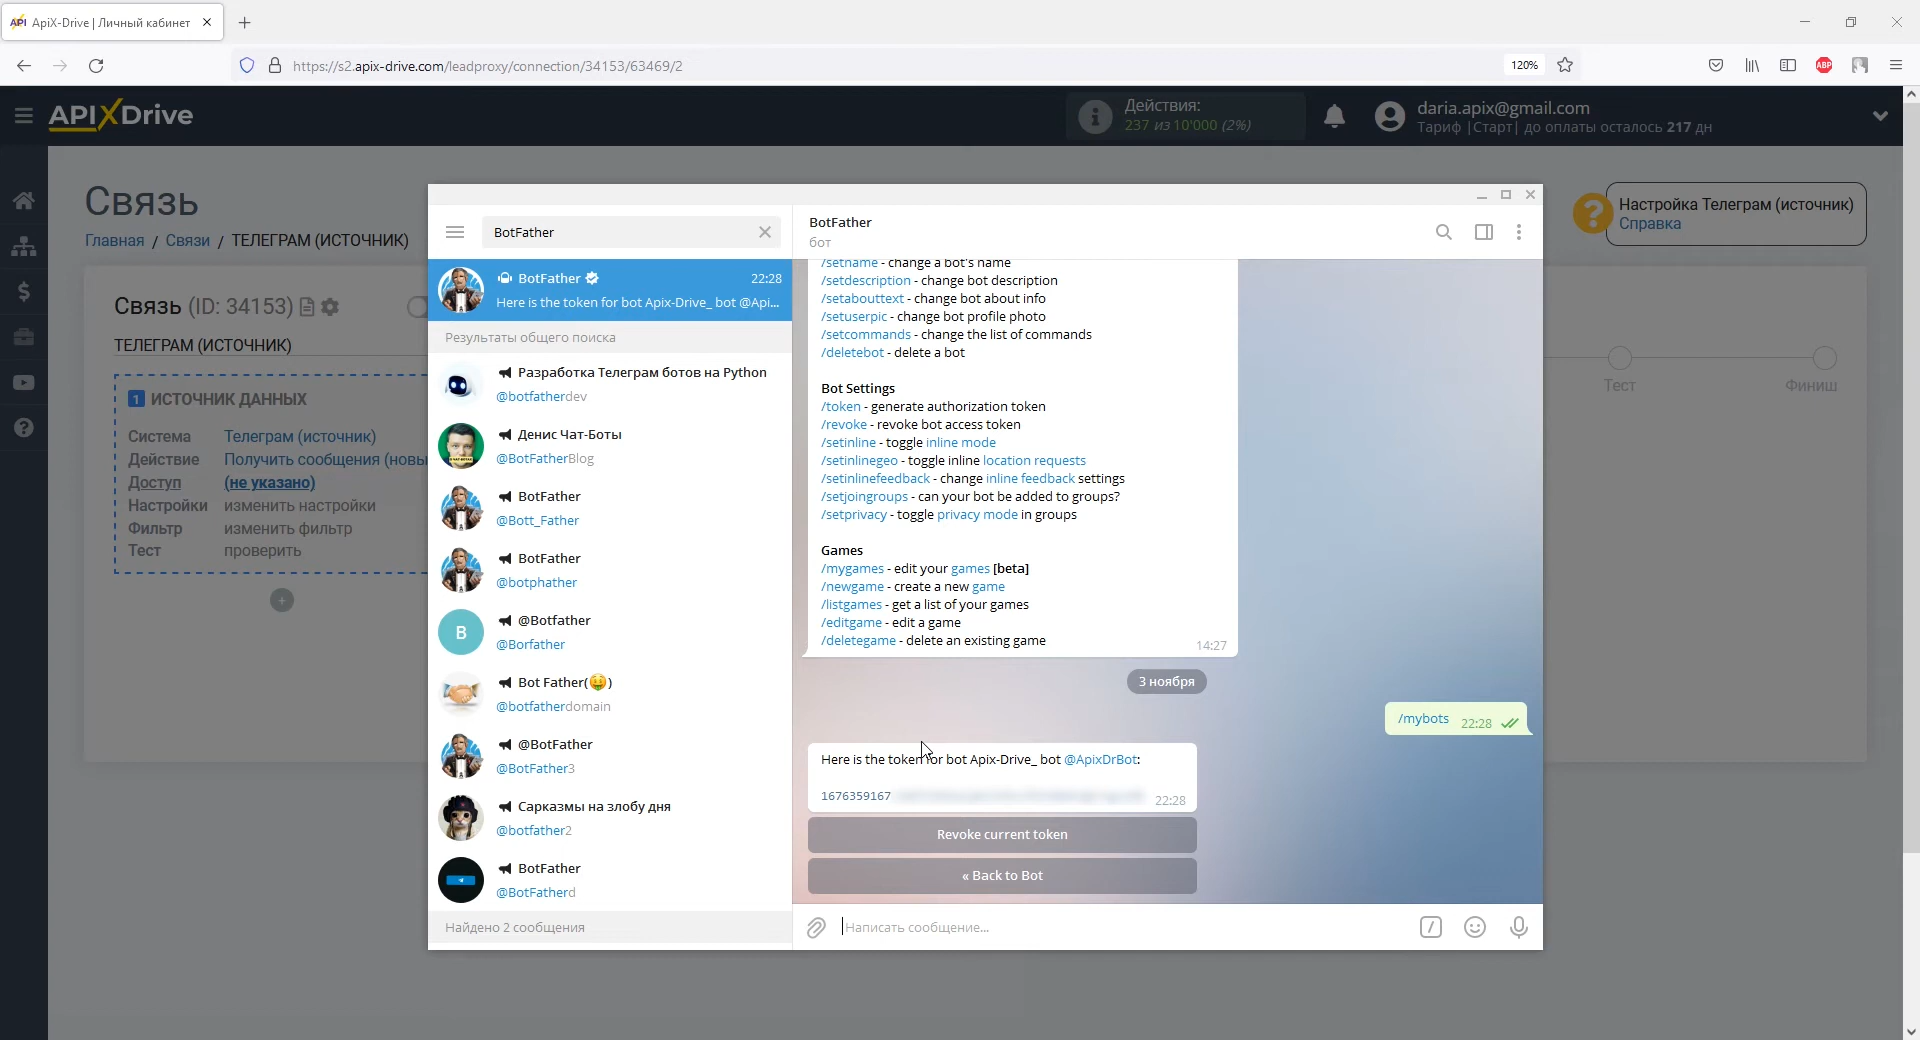 ApiX-Drive | Личный кабинет
https://s2.apix-drive.com/leadproxy/connection/34153/63469/2
120%
ABP
APIXDrive
Действия:
237 из 10'000 (2%)
daria.apix@gmail.com
Тариф |Старт| до оплаты осталось 217 дн
Связь
Главная / Связи / ТЕЛЕГРАМ (ИСТОЧНИК)
Настройка Телеграм (источник)
Справка
Связь (ID: 34153)
ТЕЛЕГРАМ (ИСТОЧНИК)
1 ИСТОЧНИК ДАННЫХ
Система Телеграм (источник)
Действие Получить сообщения (новы
Доступ (не указано)
Настройки изменить настройки
Фильтр изменить фильтр
Тест проверить
Тест
Финиш
BotFather
BotFather 22:28
Here is the token for bot Apix-Drive_ bot @Api...
Результаты общего поиска
Разработка Телеграм ботов на Python
@botfatherdev
Денис Чат-Боты
@BotFatherBlog
BotFather
@Bott_Father
BotFather
@botphather
B
@Botfather
@Borfather
Bot Father(🤑)
@botfatherdomain
@BotFather
@BotFather3
Сарказмы на злобу дня
@botfather2
BotFather
@BotFatherd
Найдено 2 сообщения
BotFather
бот
/setname - change a bot's name
/setdescription - change bot description
/setabouttext - change bot about info
/setuserpic - change bot profile photo
/setcommands - change the list of commands
/deletebot - delete a bot
Bot Settings
/token - generate authorization token
/revoke - revoke bot access token
/setinline - toggle inline mode
/setinlinegeo - toggle inline location requests
/setinlinefeedback - change inline feedback settings
/setjoingroups - can your bot be added to groups?
/setprivacy - toggle privacy mode in groups
Games
/mygames - edit your games [beta]
/newgame - create a new game
/listgames - get a list of your games
/editgame - edit a game
/deletegame - delete an existing game
14:27
3 ноября
/mybots 22:28
Here is the token for bot Apix-Drive_ bot @ApixDrBot:
1676359167
22:28
Revoke current token
« Back to Bot
Написать сообщение...